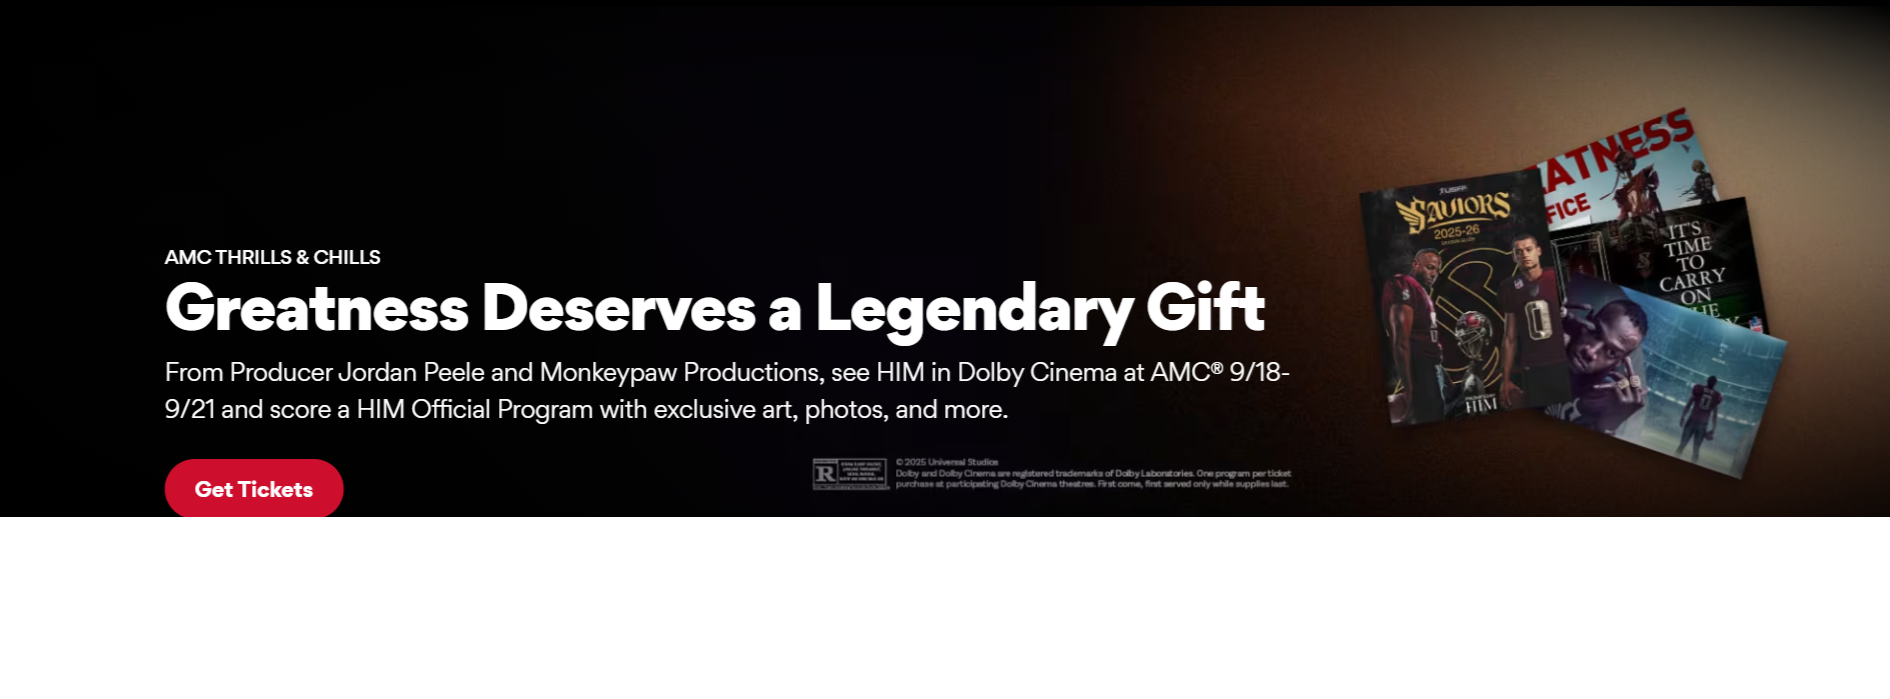 AMC THRILLS & CHILLS
Greatness Deserves a Legendary Gift
From Producer Jordan Peele and Monkeypaw Productions, see HIM in Dolby Cinema at AMC® 9/18-
9/21 and score a HIM Official Program with exclusive art, photos, and more.
Get Tickets
R
© 2025 Universal Studios
Dolby and Dolby Cinema are registered trademarks of Dolby Laboratories. One program per ticket
purchase at participating Dolby Cinema theatres. First come, first served only while supplies last.
USFF
SAVIORS
2025-26
HIM
EATNESS
FICE
IT'S
TIME
TO
CARRY
ON
HE